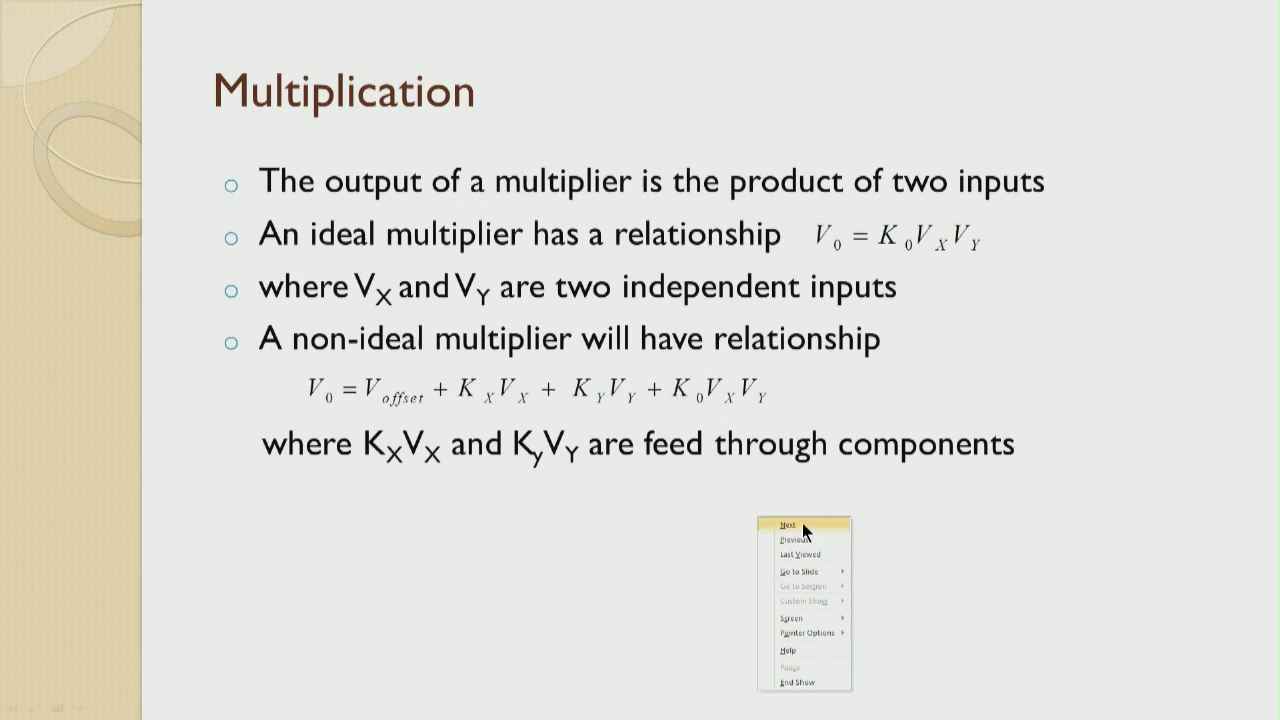 Multiplication
The output of a multiplier is the product of two inputs
An ideal multiplier has a relationship V₀ = K₀V_X V_Y
where V_X and V_Y are two independent inputs
A non-ideal multiplier will have relationship
V₀ = V_offset + K_X V_X + K_Y V_Y + K₀V_X V_Y
where K_X V_X and K_y V_Y are feed through components
Next
Previous
Last Viewed
Go to Slide
Go to Section
Custom Show
Screen
Pointer Options
Help
Pause
End Show